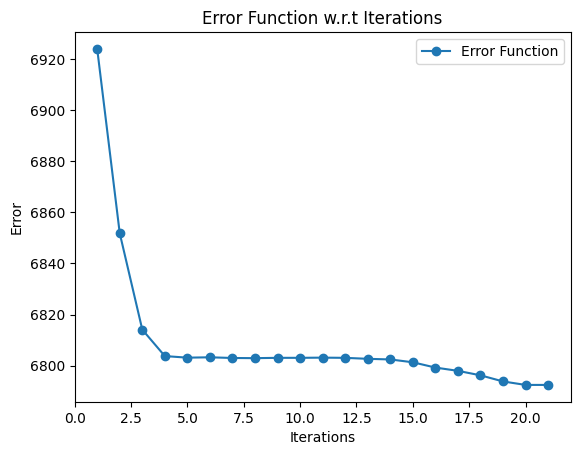 Error Function w.r.t Iterations
Error Function
6920
6900
6880
6860
6840
6820
6800
Error
0.0 2.5 5.0 7.5 10.0 12.5 15.0 17.5 20.0
Iterations